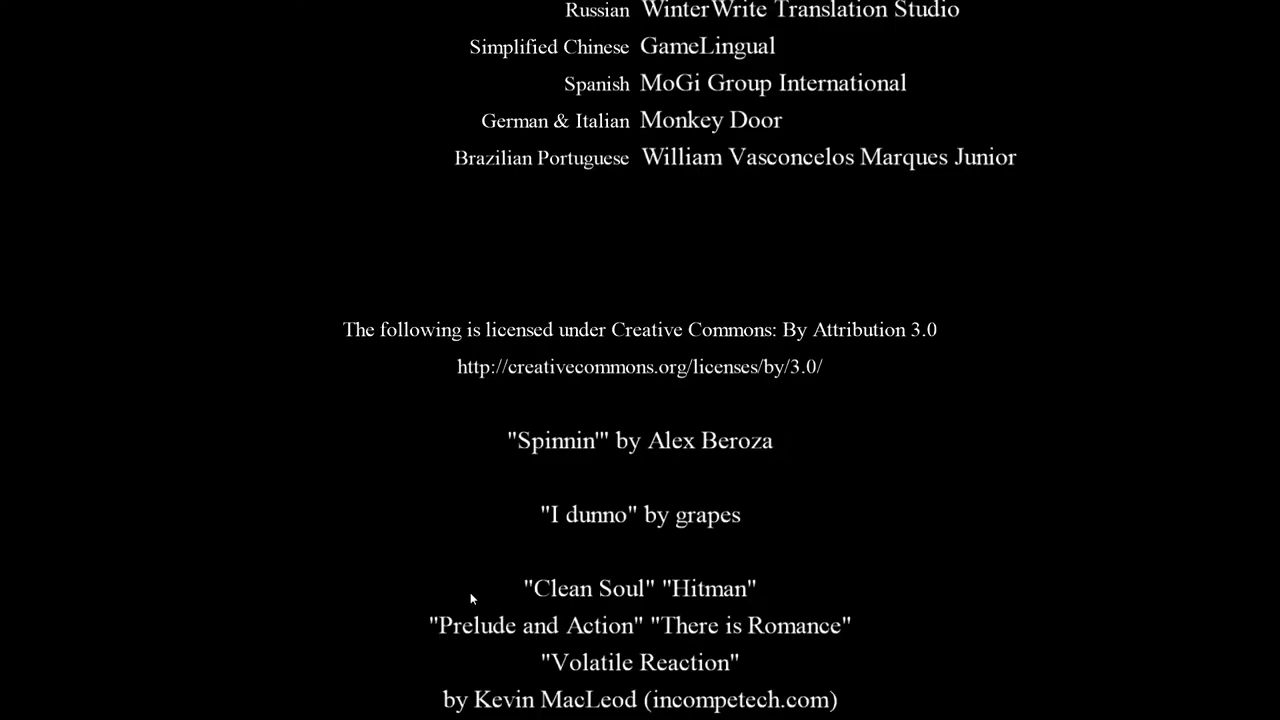 Russian WinterWrite Translation Studio
Simplified Chinese GameLingual
Spanish MoGi Group International
German & Italian Monkey Door
Brazilian Portuguese William Vasconcelos Marques Junior
The following is licensed under Creative Commons: By Attribution 3.0
http://creativecommons.org/licenses/by/3.0/
"Spinnin'" by Alex Beroza
"I dunno" by grapes
"Clean Soul" "Hitman"
"Prelude and Action" "There is Romance"
"Volatile Reaction"
by Kevin MacLeod (incompetech.com)